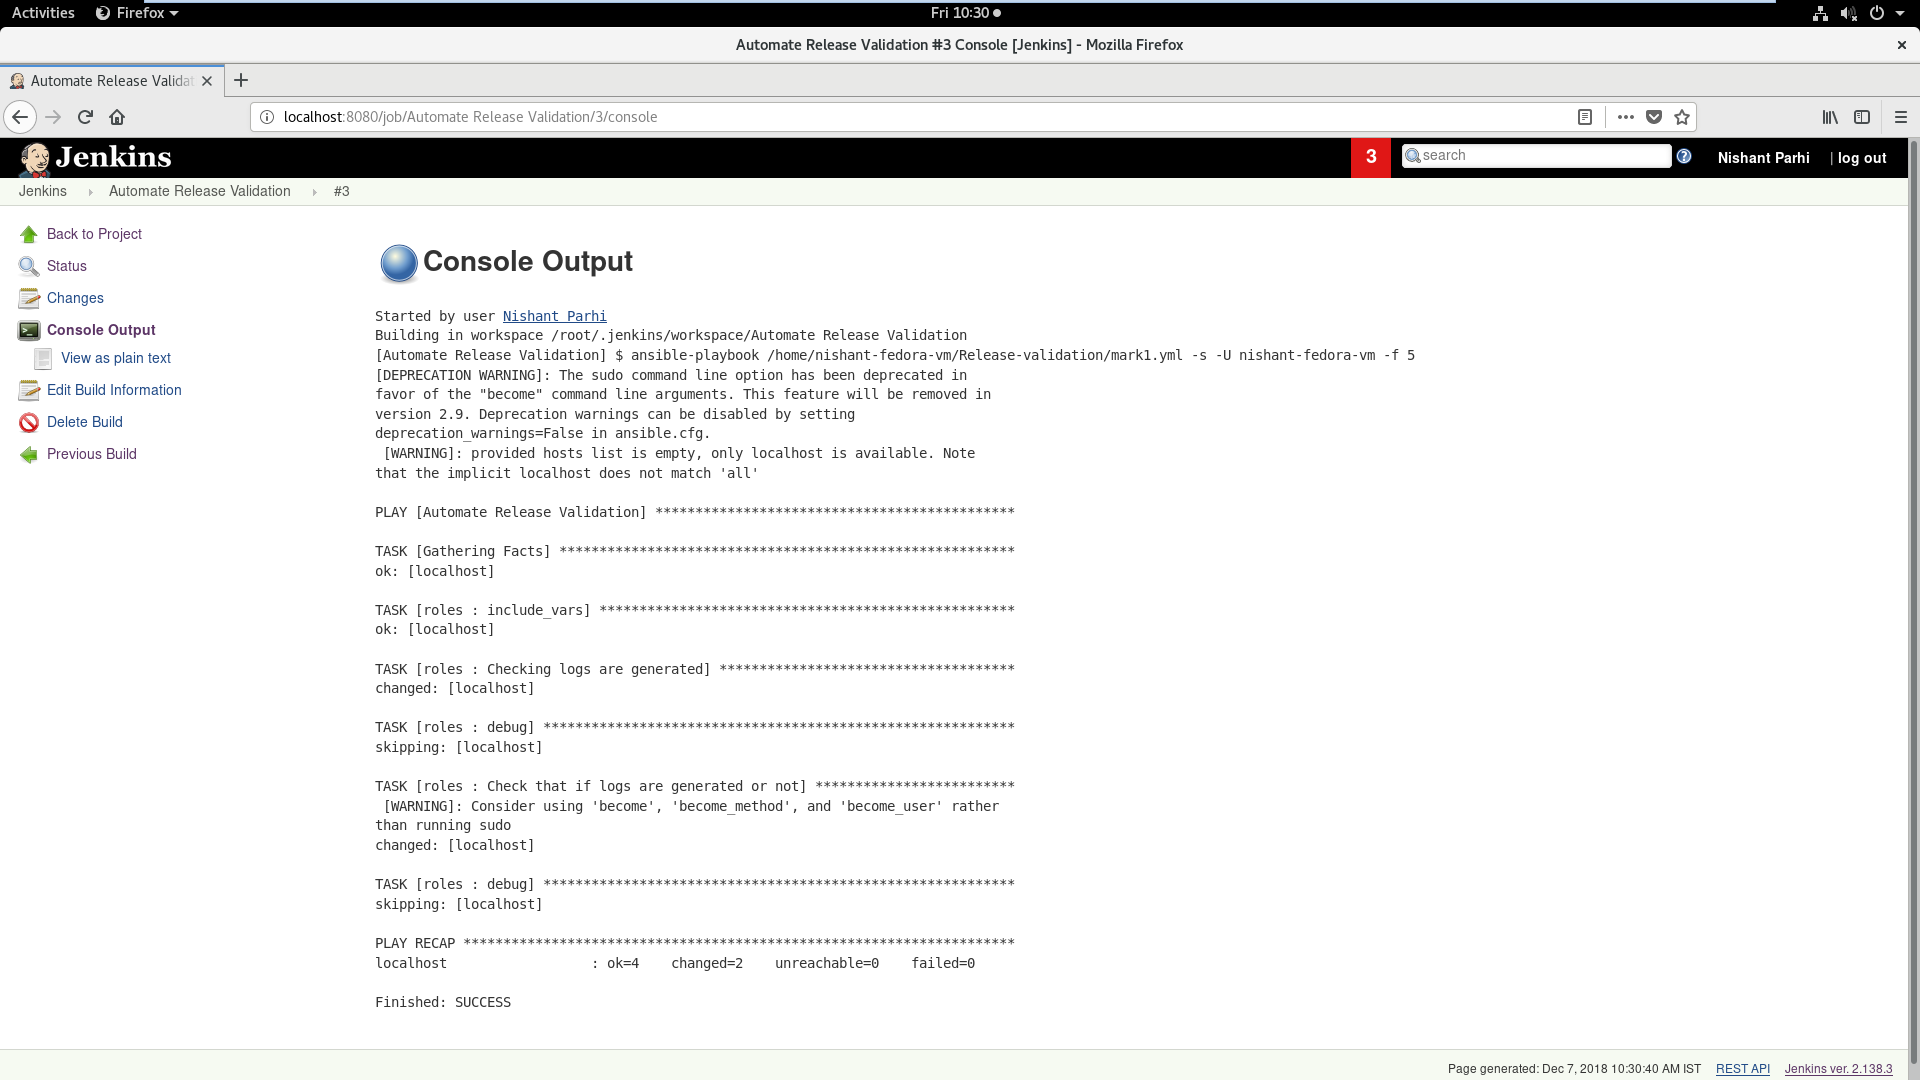 Activities Firefox Fri 10:30
Automate Release Validation #3 Console [Jenkins] - Mozilla Firefox
Automate Release Validat
localhost:8080/job/Automate Release Validation/3/console
Jenkins 3 search Nishant Parhi | log out
Jenkins Automate Release Validation #3
Back to Project
Status
Changes
Console Output
View as plain text
Edit Build Information
Delete Build
Previous Build
Console Output
Started by user Nishant Parhi
Building in workspace /root/.jenkins/workspace/Automate Release Validation
[Automate Release Validation] $ ansible-playbook /home/nishant-fedora-vm/Release-validation/mark1.yml -s -U nishant-fedora-vm -f 5
[DEPRECATION WARNING]: The sudo command line option has been deprecated in
favor of the "become" command line arguments. This feature will be removed in
version 2.9. Deprecation warnings can be disabled by setting
deprecation_warnings=False in ansible.cfg.
[WARNING]: provided hosts list is empty, only localhost is available. Note
that the implicit localhost does not match 'all'
PLAY [Automate Release Validation] *********************************************
TASK [Gathering Facts] *********************************************************
ok: [localhost]
TASK [roles : include_vars] ****************************************************
ok: [localhost]
TASK [roles : Checking logs are generated] *************************************
changed: [localhost]
TASK [roles : debug] ***********************************************************
skipping: [localhost]
TASK [roles : Check that if logs are generated or not] *************************
[WARNING]: Consider using 'become', 'become_method', and 'become_user' rather
than running sudo
changed: [localhost]
TASK [roles : debug] ***********************************************************
skipping: [localhost]
PLAY RECAP *********************************************************************
localhost : ok=4 changed=2 unreachable=0 failed=0
Finished: SUCCESS
Page generated: Dec 7, 2018 10:30:40 AM IST REST API Jenkins ver. 2.138.3